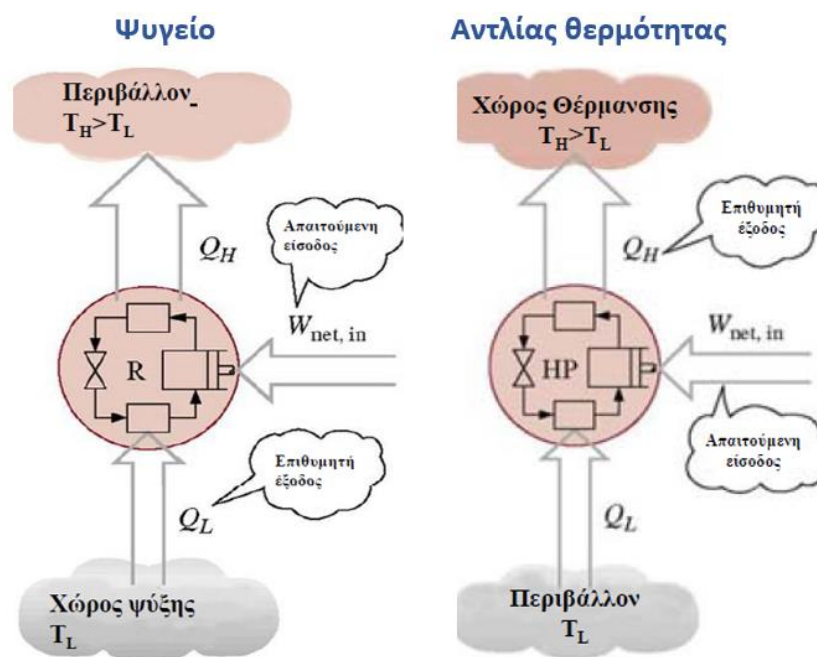 Ψυγείο
Περιβάλλον_
T_H>T_L
Απαιτούμενη
είσοδος
Q_H
W_net, in
R
Επιθυμητή
έξοδος
Q_L
Χώρος ψύξης
T_L
Αντλίας θερμότητας
Χώρος Θέρμανσης
T_H>T_L
Επιθυμητή
έξοδος
Q_H
W_net, in
HP
Απαιτούμενη
είσοδος
Q_L
Περιβάλλον
T_L